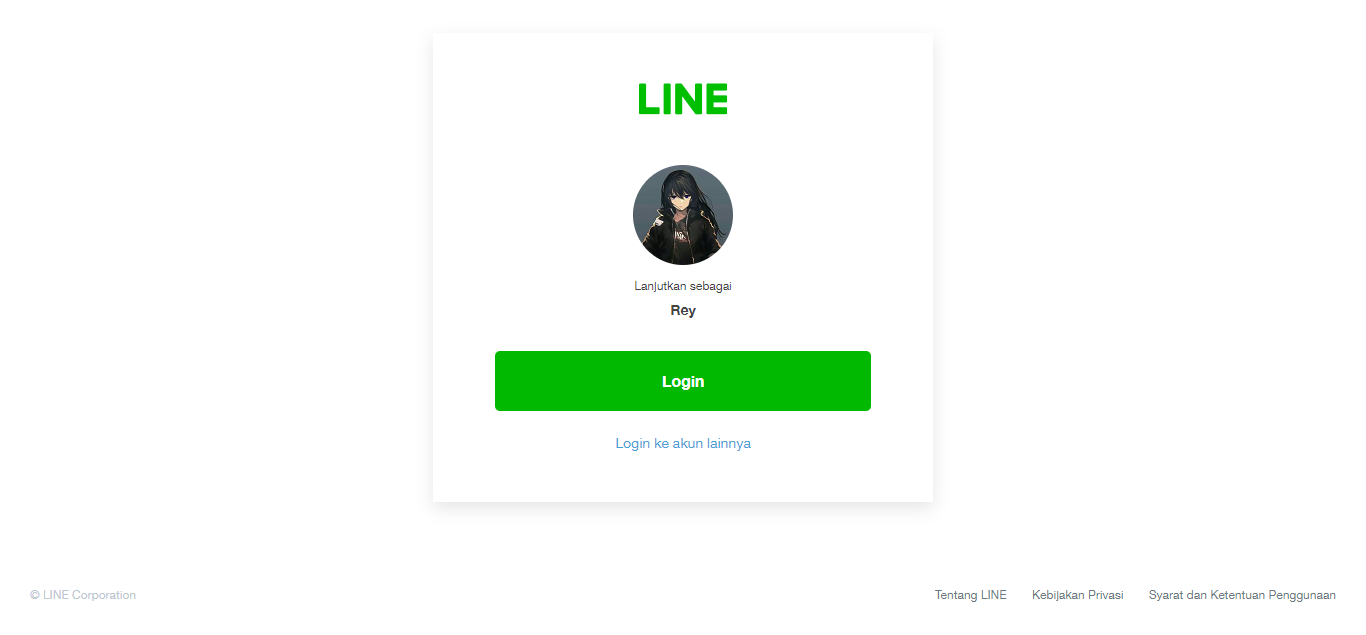 LINE
Lanjutkan sebagai
Rey
Login
Login ke akun lainnya
© LINE Corporation
Tentang LINE
Kebijakan Privasi
Syarat dan Ketentuan Penggunaan